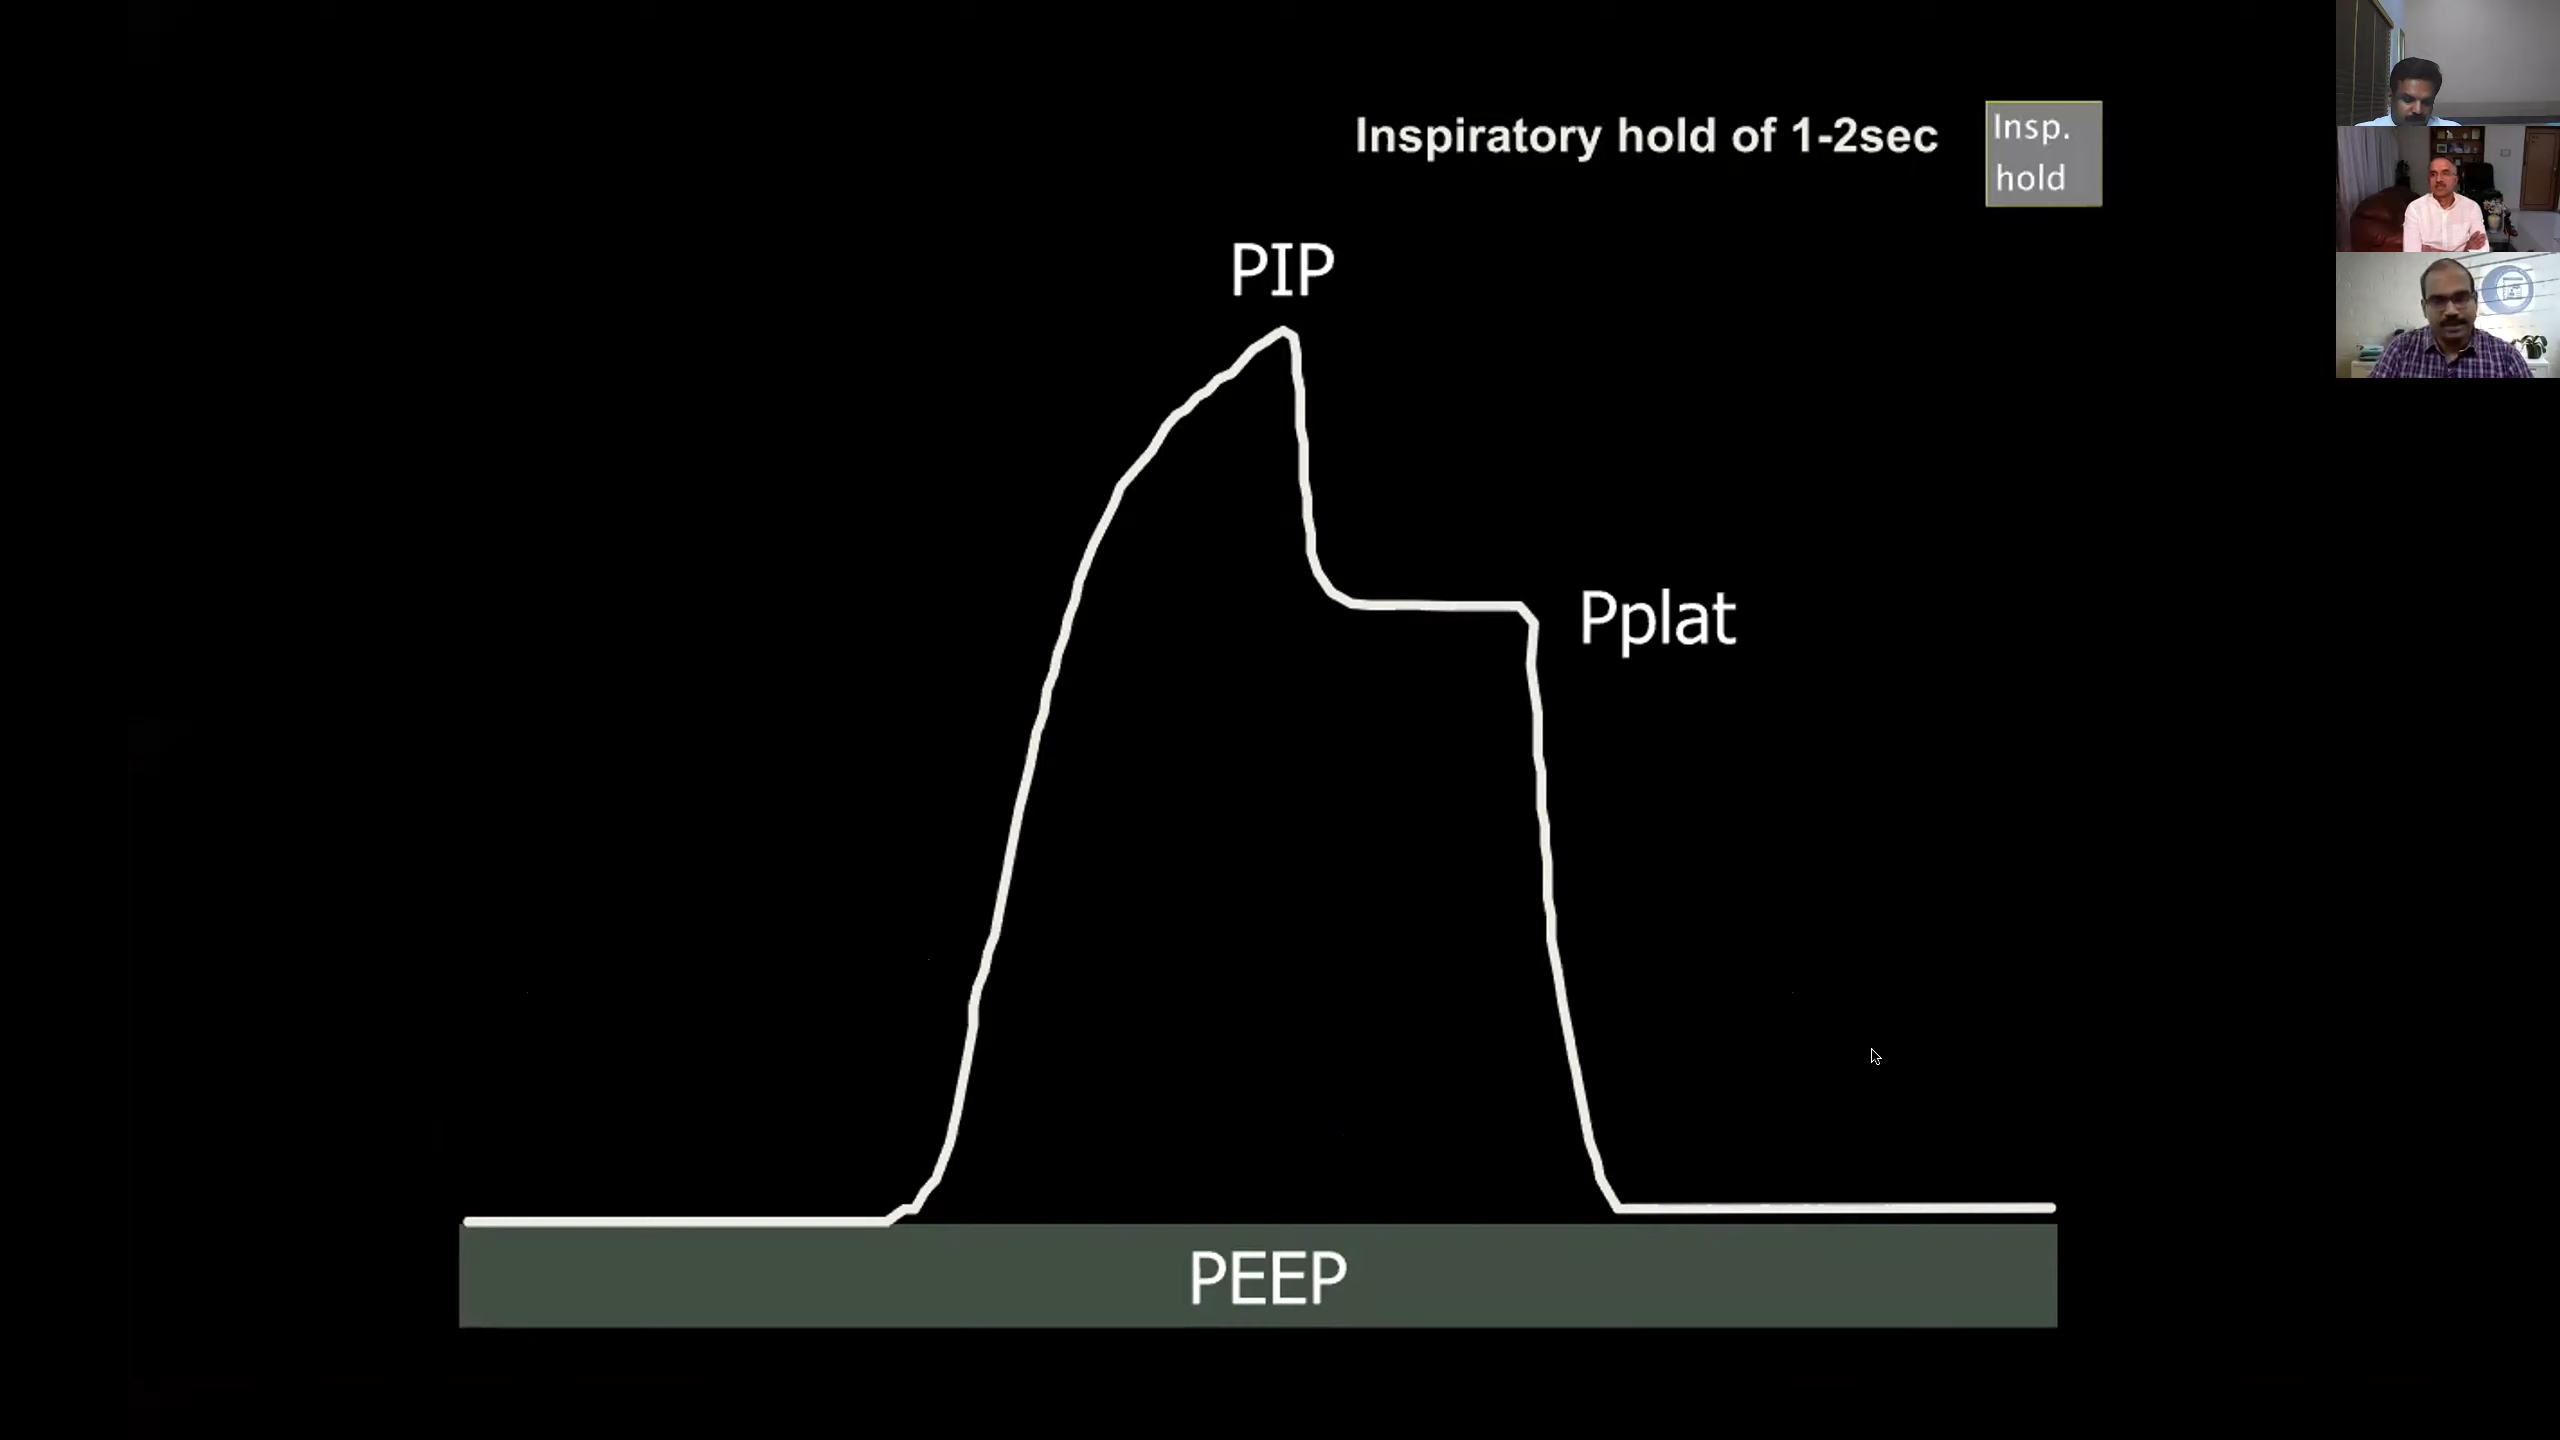 Inspiratory hold of 1-2sec
Insp.
hold
PIP
Pplat
PEEP